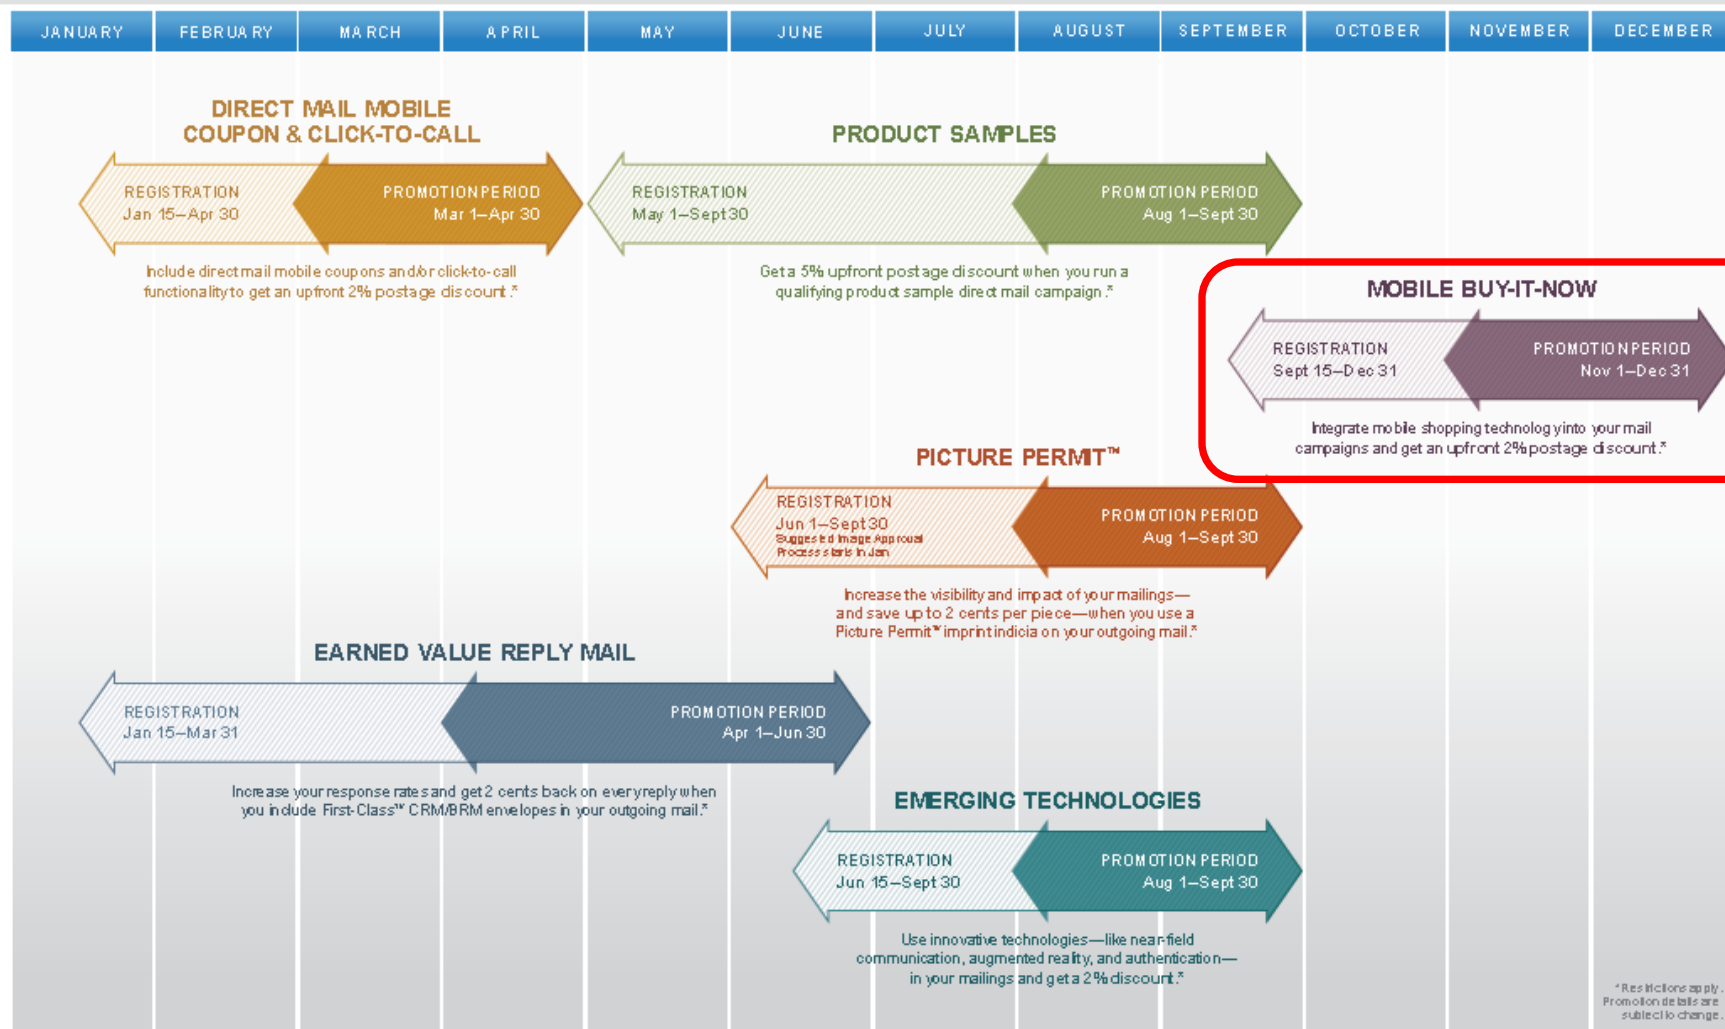 JANUARY FEBRUARY MARCH APRIL MAY JUNE JULY AUGUST SEPTEMBER OCTOBER NOVEMBER DECEMBER
DIRECT MAIL MOBILE
COUPON & CLICK-TO-CALL
REGISTRATION
Jan 15–Apr 30
PROMOTION PERIOD
Mar 1–Apr 30
Include direct mail mobile coupons and/or click-to-call
functionality to get an upfront 2% postage discount.*
PRODUCT SAMPLES
REGISTRATION
May 1–Sept 30
PROMOTION PERIOD
Aug 1–Sept 30
Get a 5% upfront postage discount when you run a
qualifying product sample direct mail campaign.*
MOBILE BUY-IT-NOW
REGISTRATION
Sept 15–Dec 31
PROMOTION PERIOD
Nov 1–Dec 31
Integrate mobile shopping technology into your mail
campaigns and get an upfront 2% postage discount.*
PICTURE PERMIT™
REGISTRATION
Jun 1–Sept 30
Suggested Image Approval
Process starts in Jan
PROMOTION PERIOD
Aug 1–Sept 30
Increase the visibility and impact of your mailings—
and save up to 2 cents per piece—when you use a
Picture Permit™ imprint indicia on your outgoing mail.*
EARNED VALUE REPLY MAIL
REGISTRATION
Jan 15–Mar 31
PROMOTION PERIOD
Apr 1–Jun 30
Increase your response rates and get 2 cents back on every reply when
you include First-Class™ CRM/BRM envelopes in your outgoing mail.*
EMERGING TECHNOLOGIES
REGISTRATION
Jun 15–Sept 30
PROMOTION PERIOD
Aug 1–Sept 30
Use innovative technologies—like near-field
communication, augmented reality, and authentication—
in your mailings and get a 2% discount.*
*Restrictions apply.
Promotion details are
subject to change.